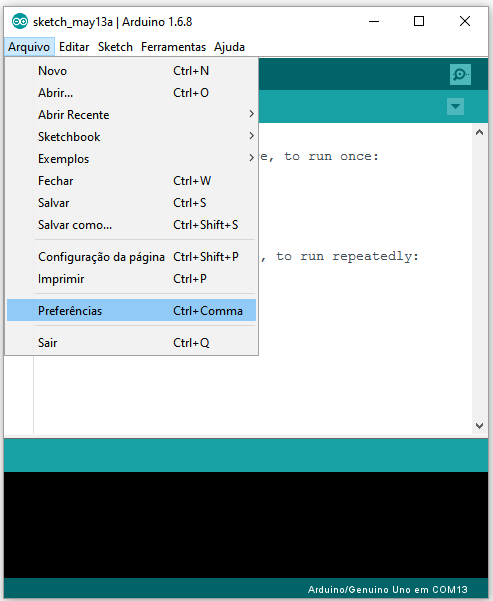 sketch_may13a | Arduino 1.6.8
Arquivo Editar Sketch Ferramentas Ajuda
Novo Ctrl+N
Abrir... Ctrl+O
Abrir Recente
Sketchbook
Exemplos
e, to run once:
Fechar Ctrl+W
Salvar Ctrl+S
Salvar como... Ctrl+Shift+S
Configuração da página Ctrl+Shift+P
, to run repeatedly:
Imprimir Ctrl+P
Preferências Ctrl+Comma
Sair Ctrl+Q
Arduino/Genuino Uno em COM13